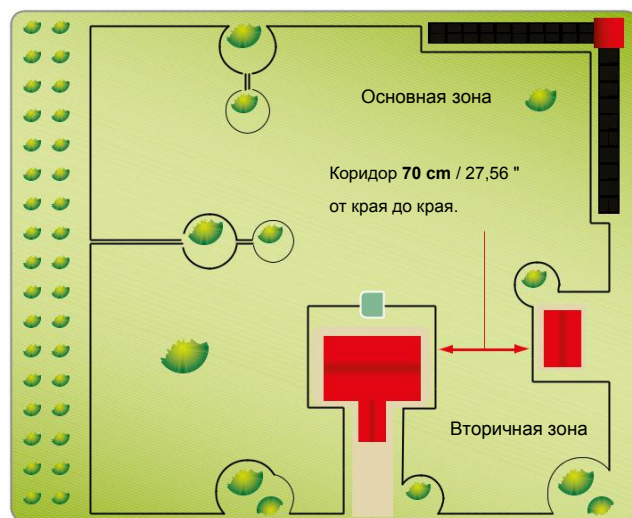 Основная зона
Коридор 70 cm / 27,56 "
от края до края.
Вторичная зона